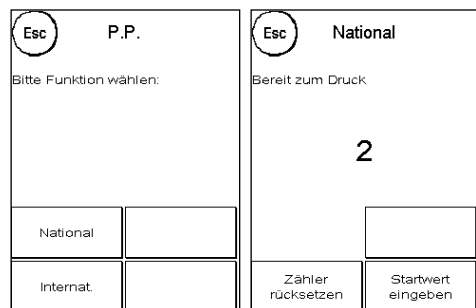 Esc
P.P.
Bitte Funktion wählen:
National
Internat.
Esc
National
Bereit zum Druck
2
Zähler
rücksetzen
Startwert
eingeben